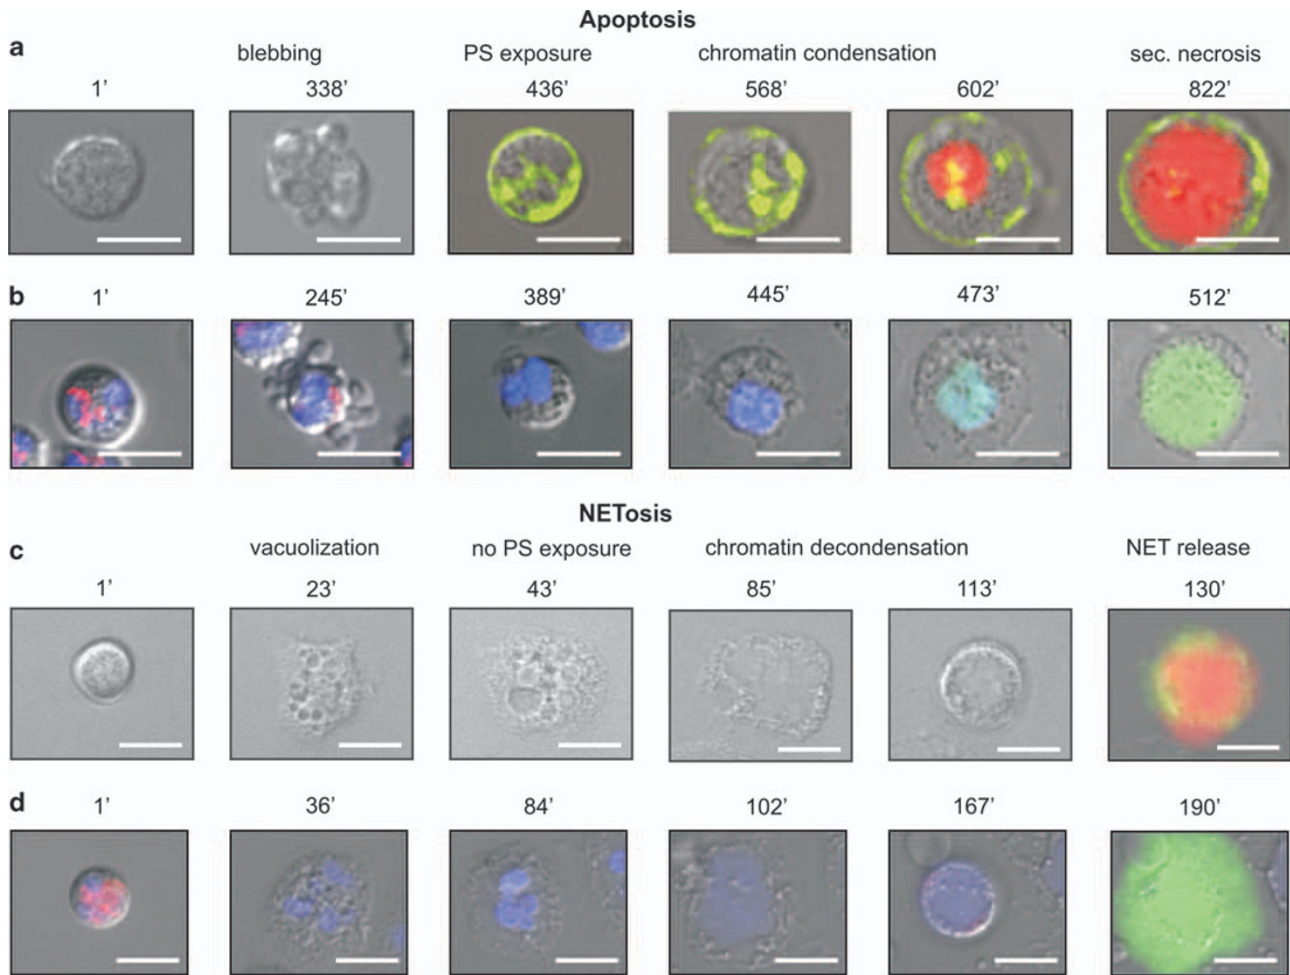 Apoptosis
a blebbing PS exposure chromatin condensation sec. necrosis
1’ 338’ 436’ 568’ 602’ 822’
b 1’ 245’ 389’ 445’ 473’ 512’
NETosis
c vacuolization no PS exposure chromatin decondensation NET release
1’ 23’ 43’ 85’ 113’ 130’
d 1’ 36’ 84’ 102’ 167’ 190’